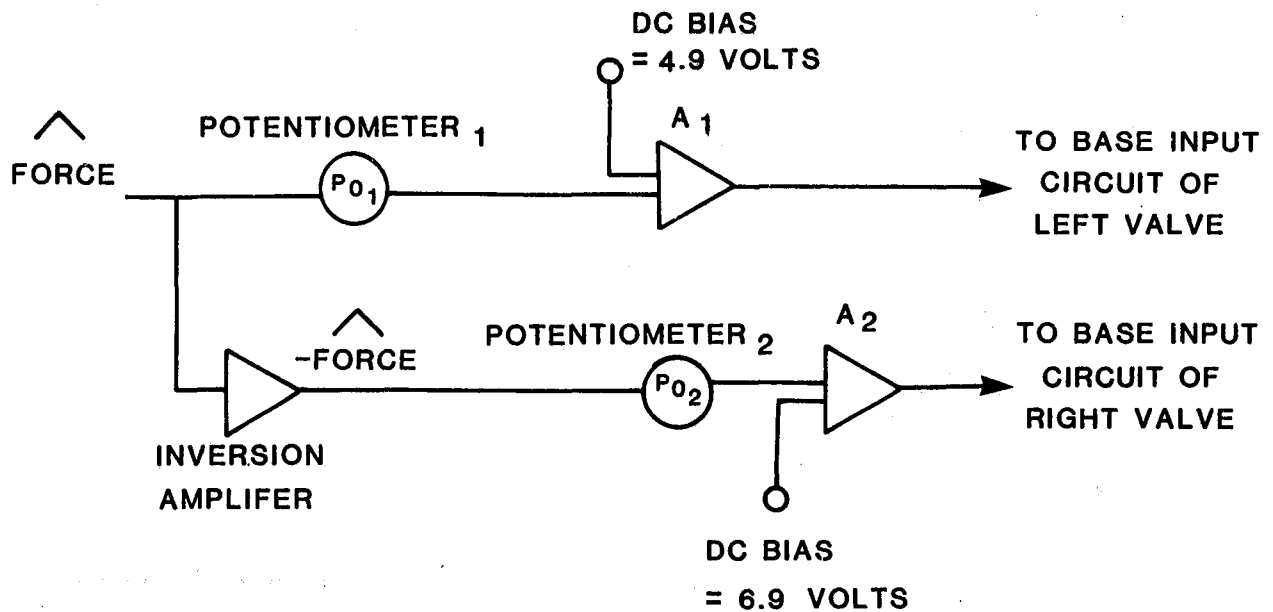 DC BIAS
= 4.9 VOLTS
POTENTIOMETER 1
A 1
FORCE
Po1
TO BASE INPUT
CIRCUIT OF
LEFT VALVE
-FORCE
POTENTIOMETER 2
A 2
Po2
TO BASE INPUT
CIRCUIT OF
RIGHT VALVE
INVERSION
AMPLIFER
DC BIAS
= 6.9 VOLTS